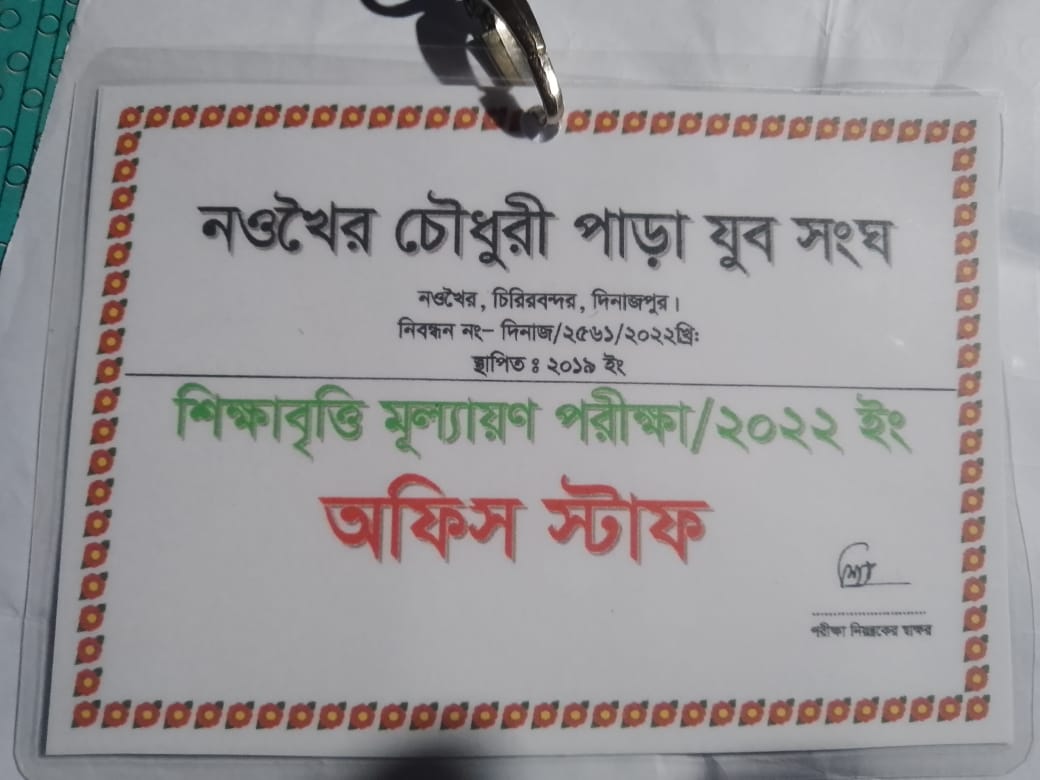 নওখৈর চৌধুরী পাড়া যুব সংঘ
নওখৈর, চিরিরবন্দর, দিনাজপুর।
নিবন্ধন নং- দিনাজ/২৫৬১/২০২২খ্রি:
স্থাপিত ঃ ২০১৯ ইং
শিক্ষাবৃত্তি মূল্যায়ণ পরীক্ষা/২০২২ ইং
অফিস স্টাফ
পরীক্ষা নিয়ন্ত্রকের স্বাক্ষর